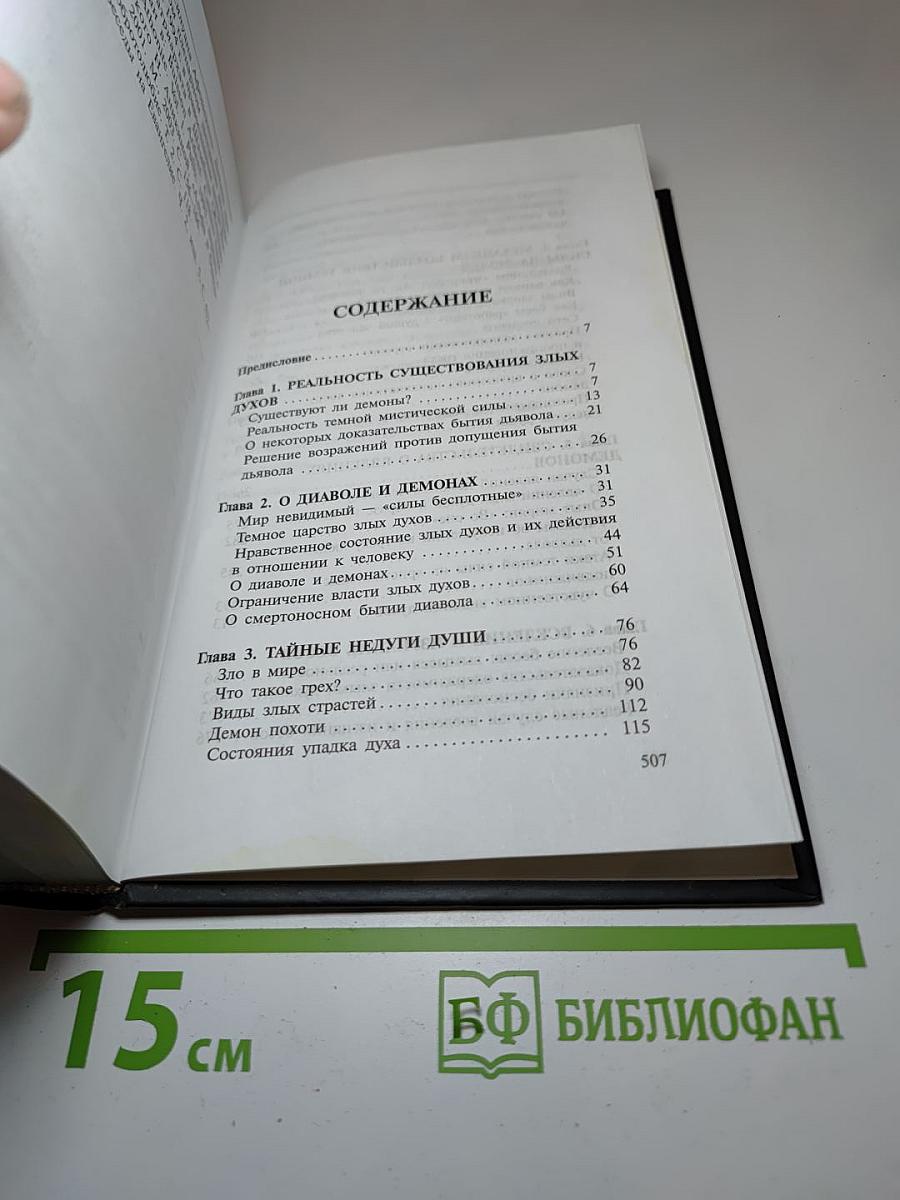 СОДЕРЖАНИЕ
Предисловие . . . . . . . . . . . . . . . . . . . . 7
Глава 1. РЕАЛЬНОСТЬ СУЩЕСТВОВАНИЯ ЗЛЫХ
ДУХОВ . . . . . . . . . . . . . . . . . . . . 7
Существуют ли демоны? . . . . . . . . . . . . 7
Реальность темной мистической силы . . . . . . . . 13
О некоторых доказательствах бытия дьявола . . . 21
Решение возражений против допущения бытия
дьявола . . . . . . . . . . . . . . . . . . . . 26
Глава 2. О ДИАВОЛЕ И ДЕМОНАХ . . . . . . . . . . . . 31
Мир невидимый — «силы бесплотные» . . . . . . . 31
Темное царство злых духов . . . . . . . . . . . . 35
Нравственное состояние злых духов и их действия
в отношении к человеку . . . . . . . . . . . . 44
О диаволе и демонах . . . . . . . . . . . . . . . 51
Ограничение власти злых духов . . . . . . . . . . 60
О смертоносном бытии диавола . . . . . . . . . . 64
Глава 3. ТАЙНЫЕ НЕДУГИ ДУШИ . . . . . . . . . . . 76
Зло в мире . . . . . . . . . . . . . . . . . . . . 76
Что такое грех? . . . . . . . . . . . . . . . . . 82
Виды злых страстей . . . . . . . . . . . . . . . 90
Демон похоти . . . . . . . . . . . . . . . . . . 112
Состояния упадка духа . . . . . . . . . . . . . . 115
507
15 см
БФ БИБЛИОФАН